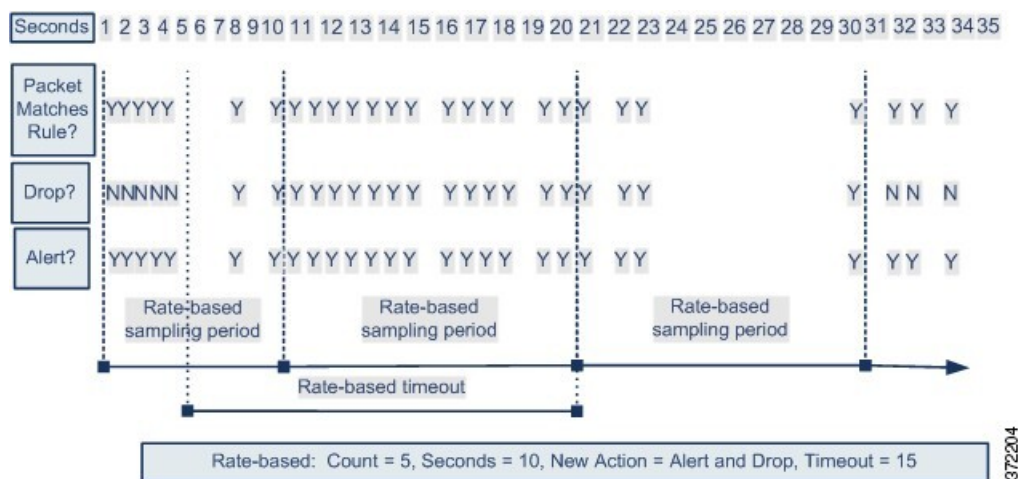 Seconds 1 2 3 4 5 6 7 8 9 10 11 12 13 14 15 16 17 18 19 20 21 22 23 24 25 26 27 28 29 30 31 32 33 34 35
Packet
Matches
Rule?
YYYYY Y Y Y Y Y Y Y Y Y Y Y Y Y Y Y Y Y Y Y Y Y Y Y
Drop?
NNNNN Y Y Y Y Y Y Y Y Y Y Y Y Y Y Y Y Y Y Y Y N N N
Alert?
YYYYY Y Y Y Y Y Y Y Y Y Y Y Y Y Y Y Y Y Y Y Y Y Y Y
Rate-based
sampling period
Rate-based
sampling period
Rate-based
sampling period
Rate-based timeout
Rate-based: Count = 5, Seconds = 10, New Action = Alert and Drop, Timeout = 15
372204